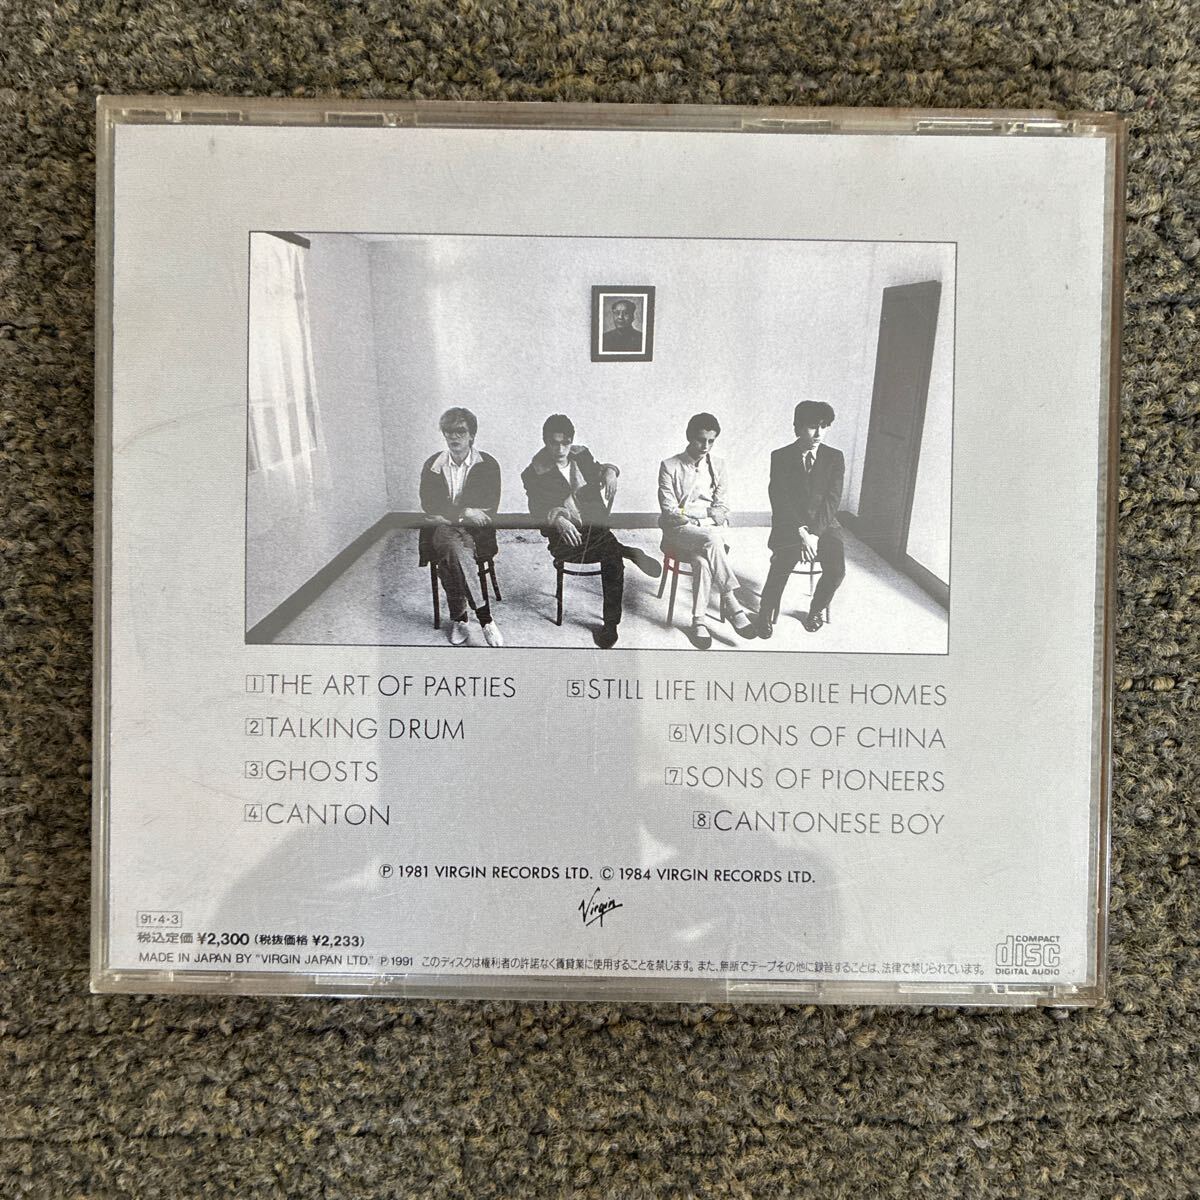 1 THE ART OF PARTIES
2 TALKING DRUM
3 GHOSTS
4 CANTON
5 STILL LIFE IN MOBILE HOMES
6 VISIONS OF CHINA
7 SONS OF PIONEERS
8 CANTONESE BOY
Ⓟ 1981 VIRGIN RECORDS LTD. © 1984 VIRGIN RECORDS LTD.
Virgin
91・4・3
税込定価 ¥2,300 (税抜価格 ¥2,233)
MADE IN JAPAN BY "VIRGIN JAPAN LTD." Ⓟ 1991 このディスクは権利者の許諾なく賃貸業に使用することを禁じます。また、無断でテープその他に録音することは、法律で禁じられています。
COMPACT
disc
DIGITAL AUDIO